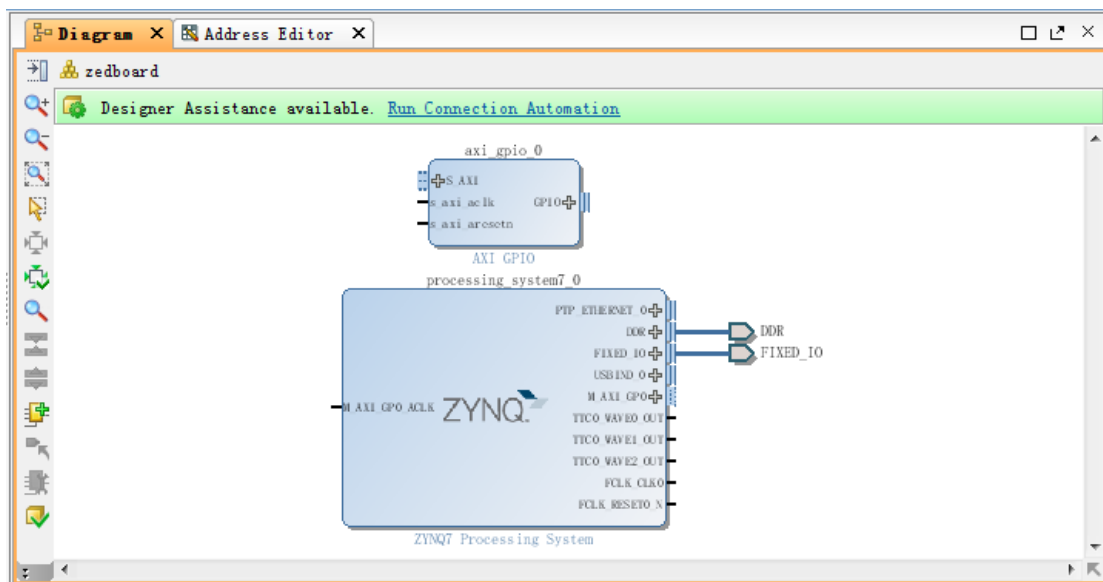 Diagram
Address Editor
zedboard
Designer Assistance available. Run Connection Automation
axi_gpio_0
S_AXI
s_axi_aclk
GPIO
s_axi_aresetn
AXI GPIO
processing_system7_0
PTP_ETHERNET_0
DDR
DDR
FIXED_IO
FIXED_IO
USBIND_0
M_AXI_GP0
M_AXI_GP0_ACLK
ZYNQ
TTC0_WAVE0_OUT
TTC0_WAVE1_OUT
TTC0_WAVE2_OUT
FCLK_CLK0
FCLK_RESET0_N
ZYNQ7 Processing System